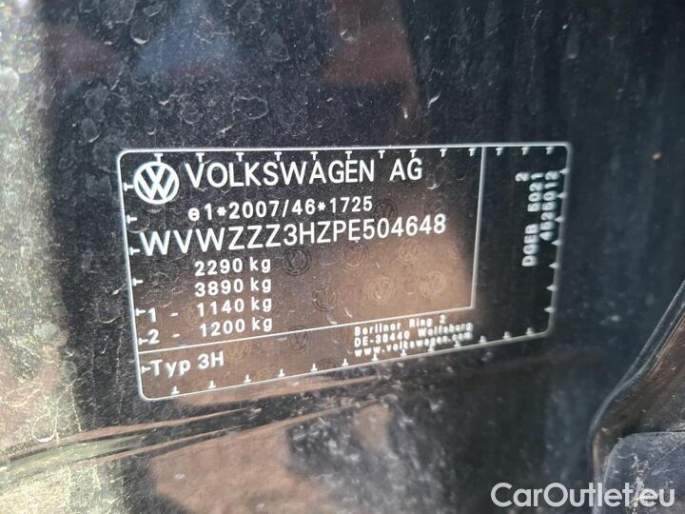 VOLKSWAGEN AG
e1*2007/46*1725
WVWZZZ3HZPE504648
2290 kg
3890 kg
1 - 1140 kg
2 - 1200 kg
Typ 3H
Berliner Ring 2
DE-38440 Wolfsburg
www.volkswagen.com
2
DGEB 5021
4525012
CarOutlet.eu